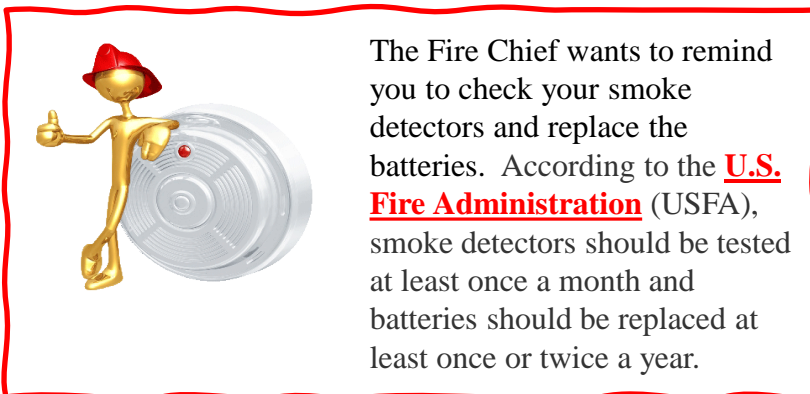 The Fire Chief wants to remind
you to check your smoke
detectors and replace the
batteries.  According to the U.S.
Fire Administration (USFA),
smoke detectors should be tested
at least once a month and
batteries should be replaced at
least once or twice a year.